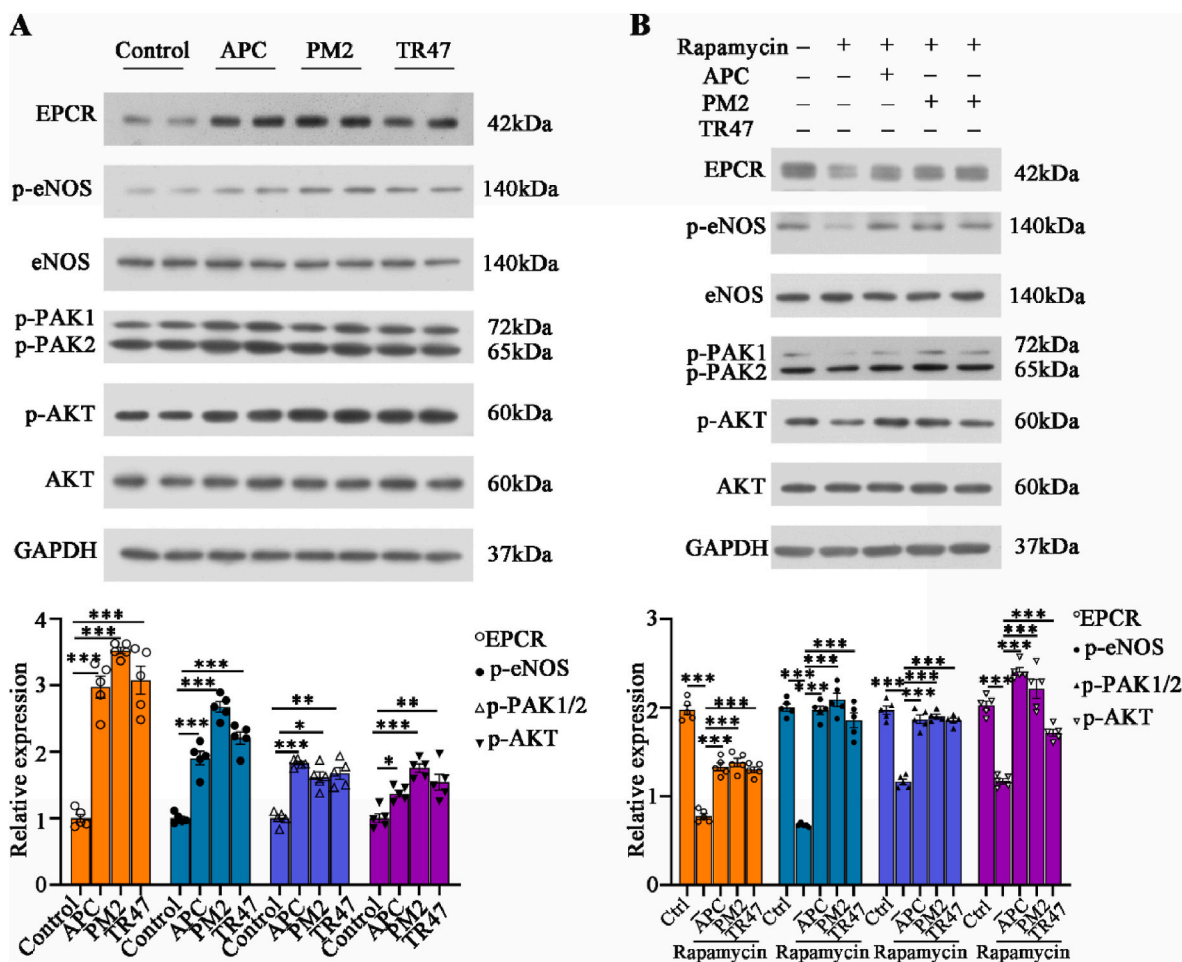 A
Control APC PM2 TR47
EPCR 42kDa
p-eNOS 140kDa
eNOS 140kDa
p-PAK1 72kDa
p-PAK2 65kDa
p-AKT 60kDa
AKT 60kDa
GAPDH 37kDa
B
Rapamycin – + + + +
APC – – + – –
PM2 – – – + +
TR47 – – – – –
EPCR 42kDa
p-eNOS 140kDa
eNOS 140kDa
p-PAK1 72kDa
p-PAK2 65kDa
p-AKT 60kDa
AKT 60kDa
GAPDH 37kDa
Relative expression
4
3
2
1
0
*** *** ***
*** *** ***
*** * **
* *** **
Control APC PM2 TR47 Control APC PM2 TR47 Control APC PM2 TR47 Control APC PM2 TR47
EPCR
p-eNOS
p-PAK1/2
p-AKT
Relative expression
3
2
1
0
*** *** *** ***
*** *** ***
*** *** *** ***
*** *** *** ***
Ctrl – APC PM2 TR47 Ctrl – APC PM2 TR47 Ctrl – APC PM2 TR47 Ctrl – APC PM2 TR47
Rapamycin Rapamycin Rapamycin Rapamycin
EPCR
p-eNOS
p-PAK1/2
p-AKT